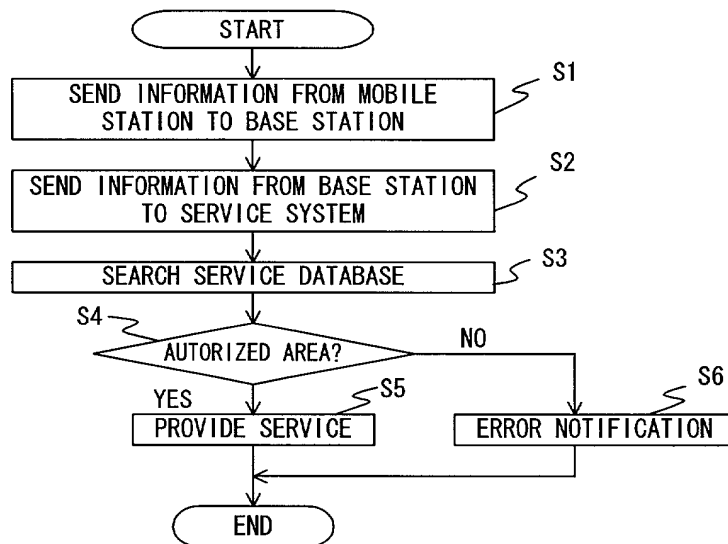 START
S1
SEND INFORMATION FROM MOBILE
STATION TO BASE STATION
S2
SEND INFORMATION FROM BASE STATION
TO SERVICE SYSTEM
S3
SEARCH SERVICE DATABASE
S4
AUTORIZED AREA?
NO
YES
S5
PROVIDE SERVICE
S6
ERROR NOTIFICATION
END